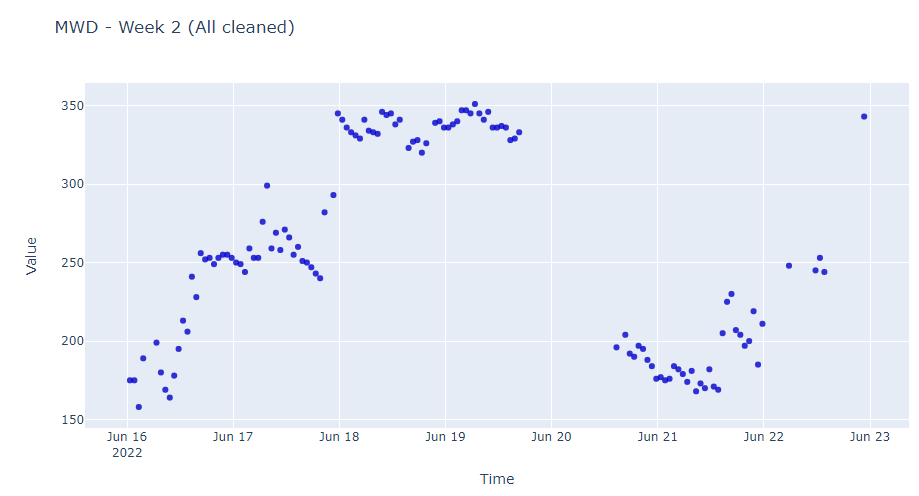 MWD - Week 2 (All cleaned)
350
300
250
200
150
Value
Jun 16
2022
Jun 17
Jun 18
Jun 19
Jun 20
Jun 21
Jun 22
Jun 23
Time